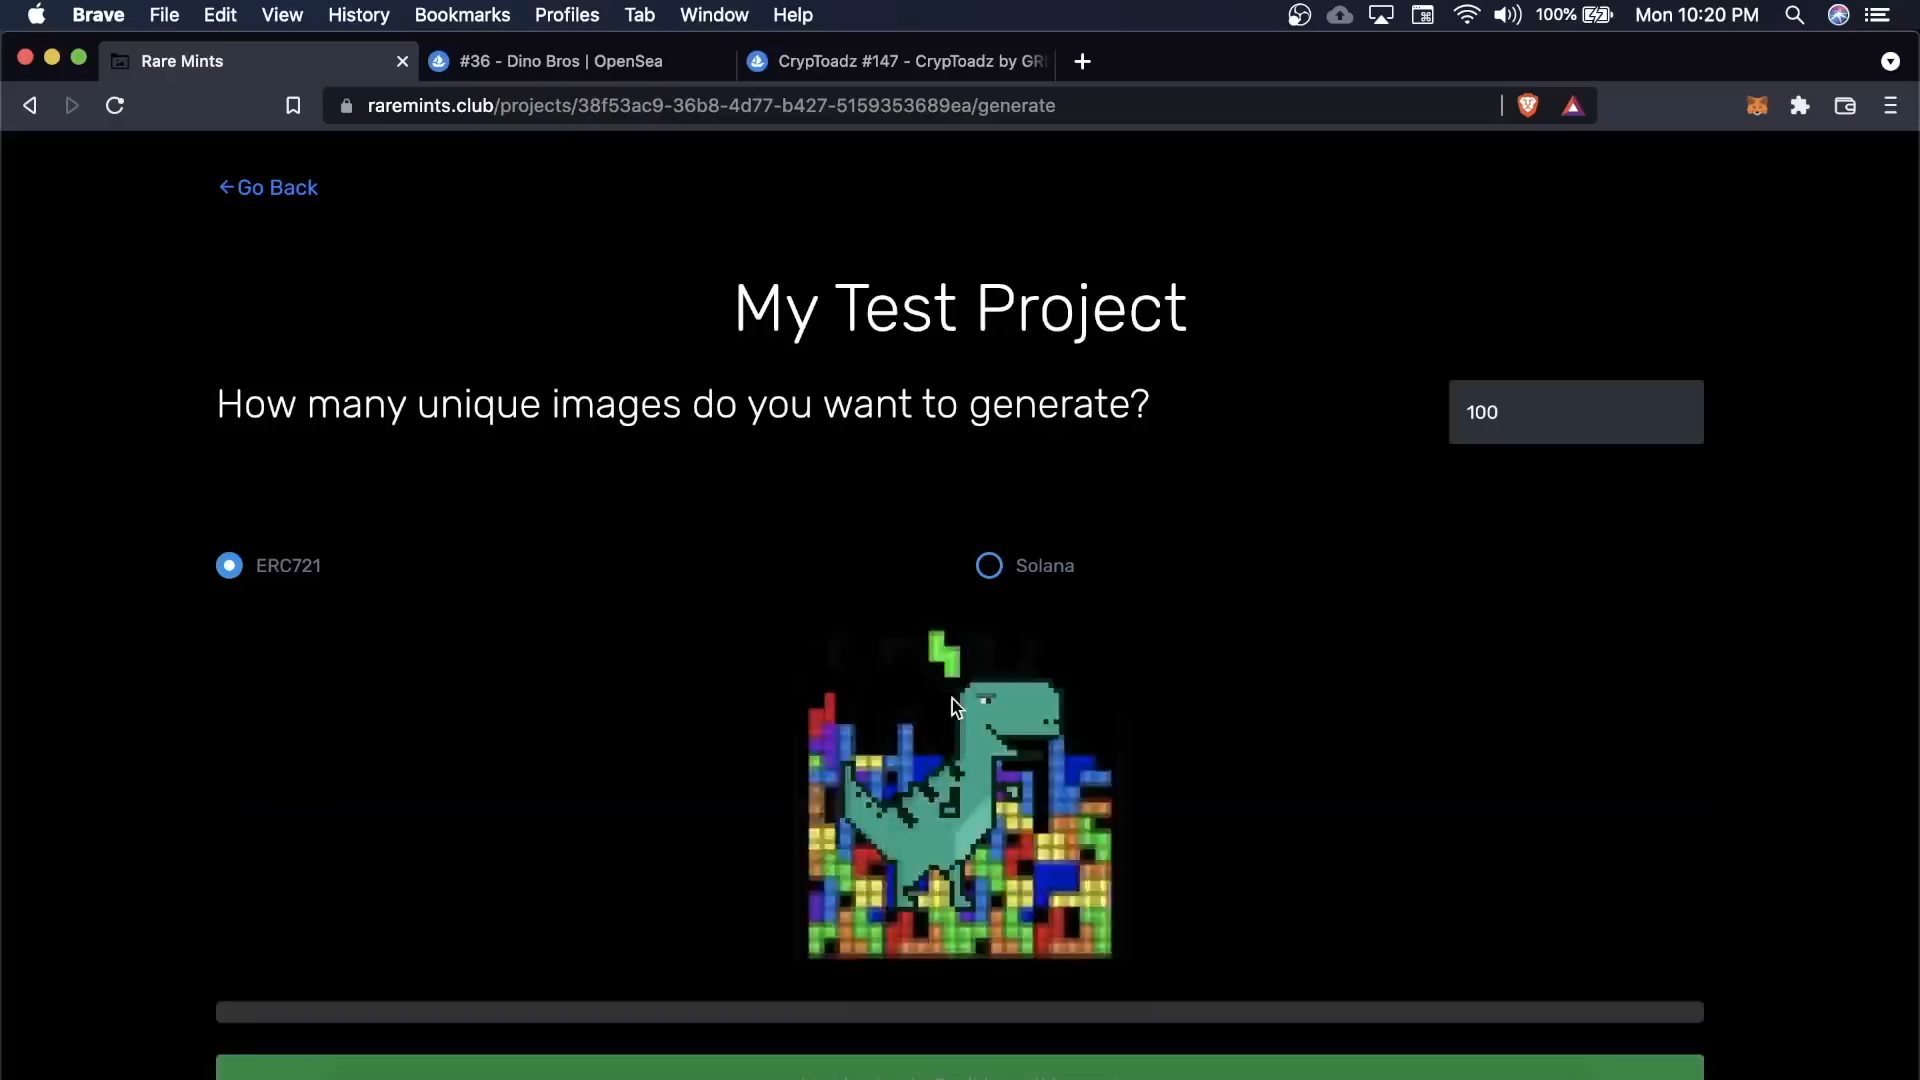 Brave File Edit View History Bookmarks Profiles Tab Window Help 100% Mon 10:20 PM
Rare Mints #36 - Dino Bros | OpenSea CrypToadz #147 - CrypToadz by GR
raremints.club/projects/38f53ac9-36b8-4d77-b427-5159353689ea/generate
Go Back
My Test Project
How many unique images do you want to generate?
100
ERC721 Solana